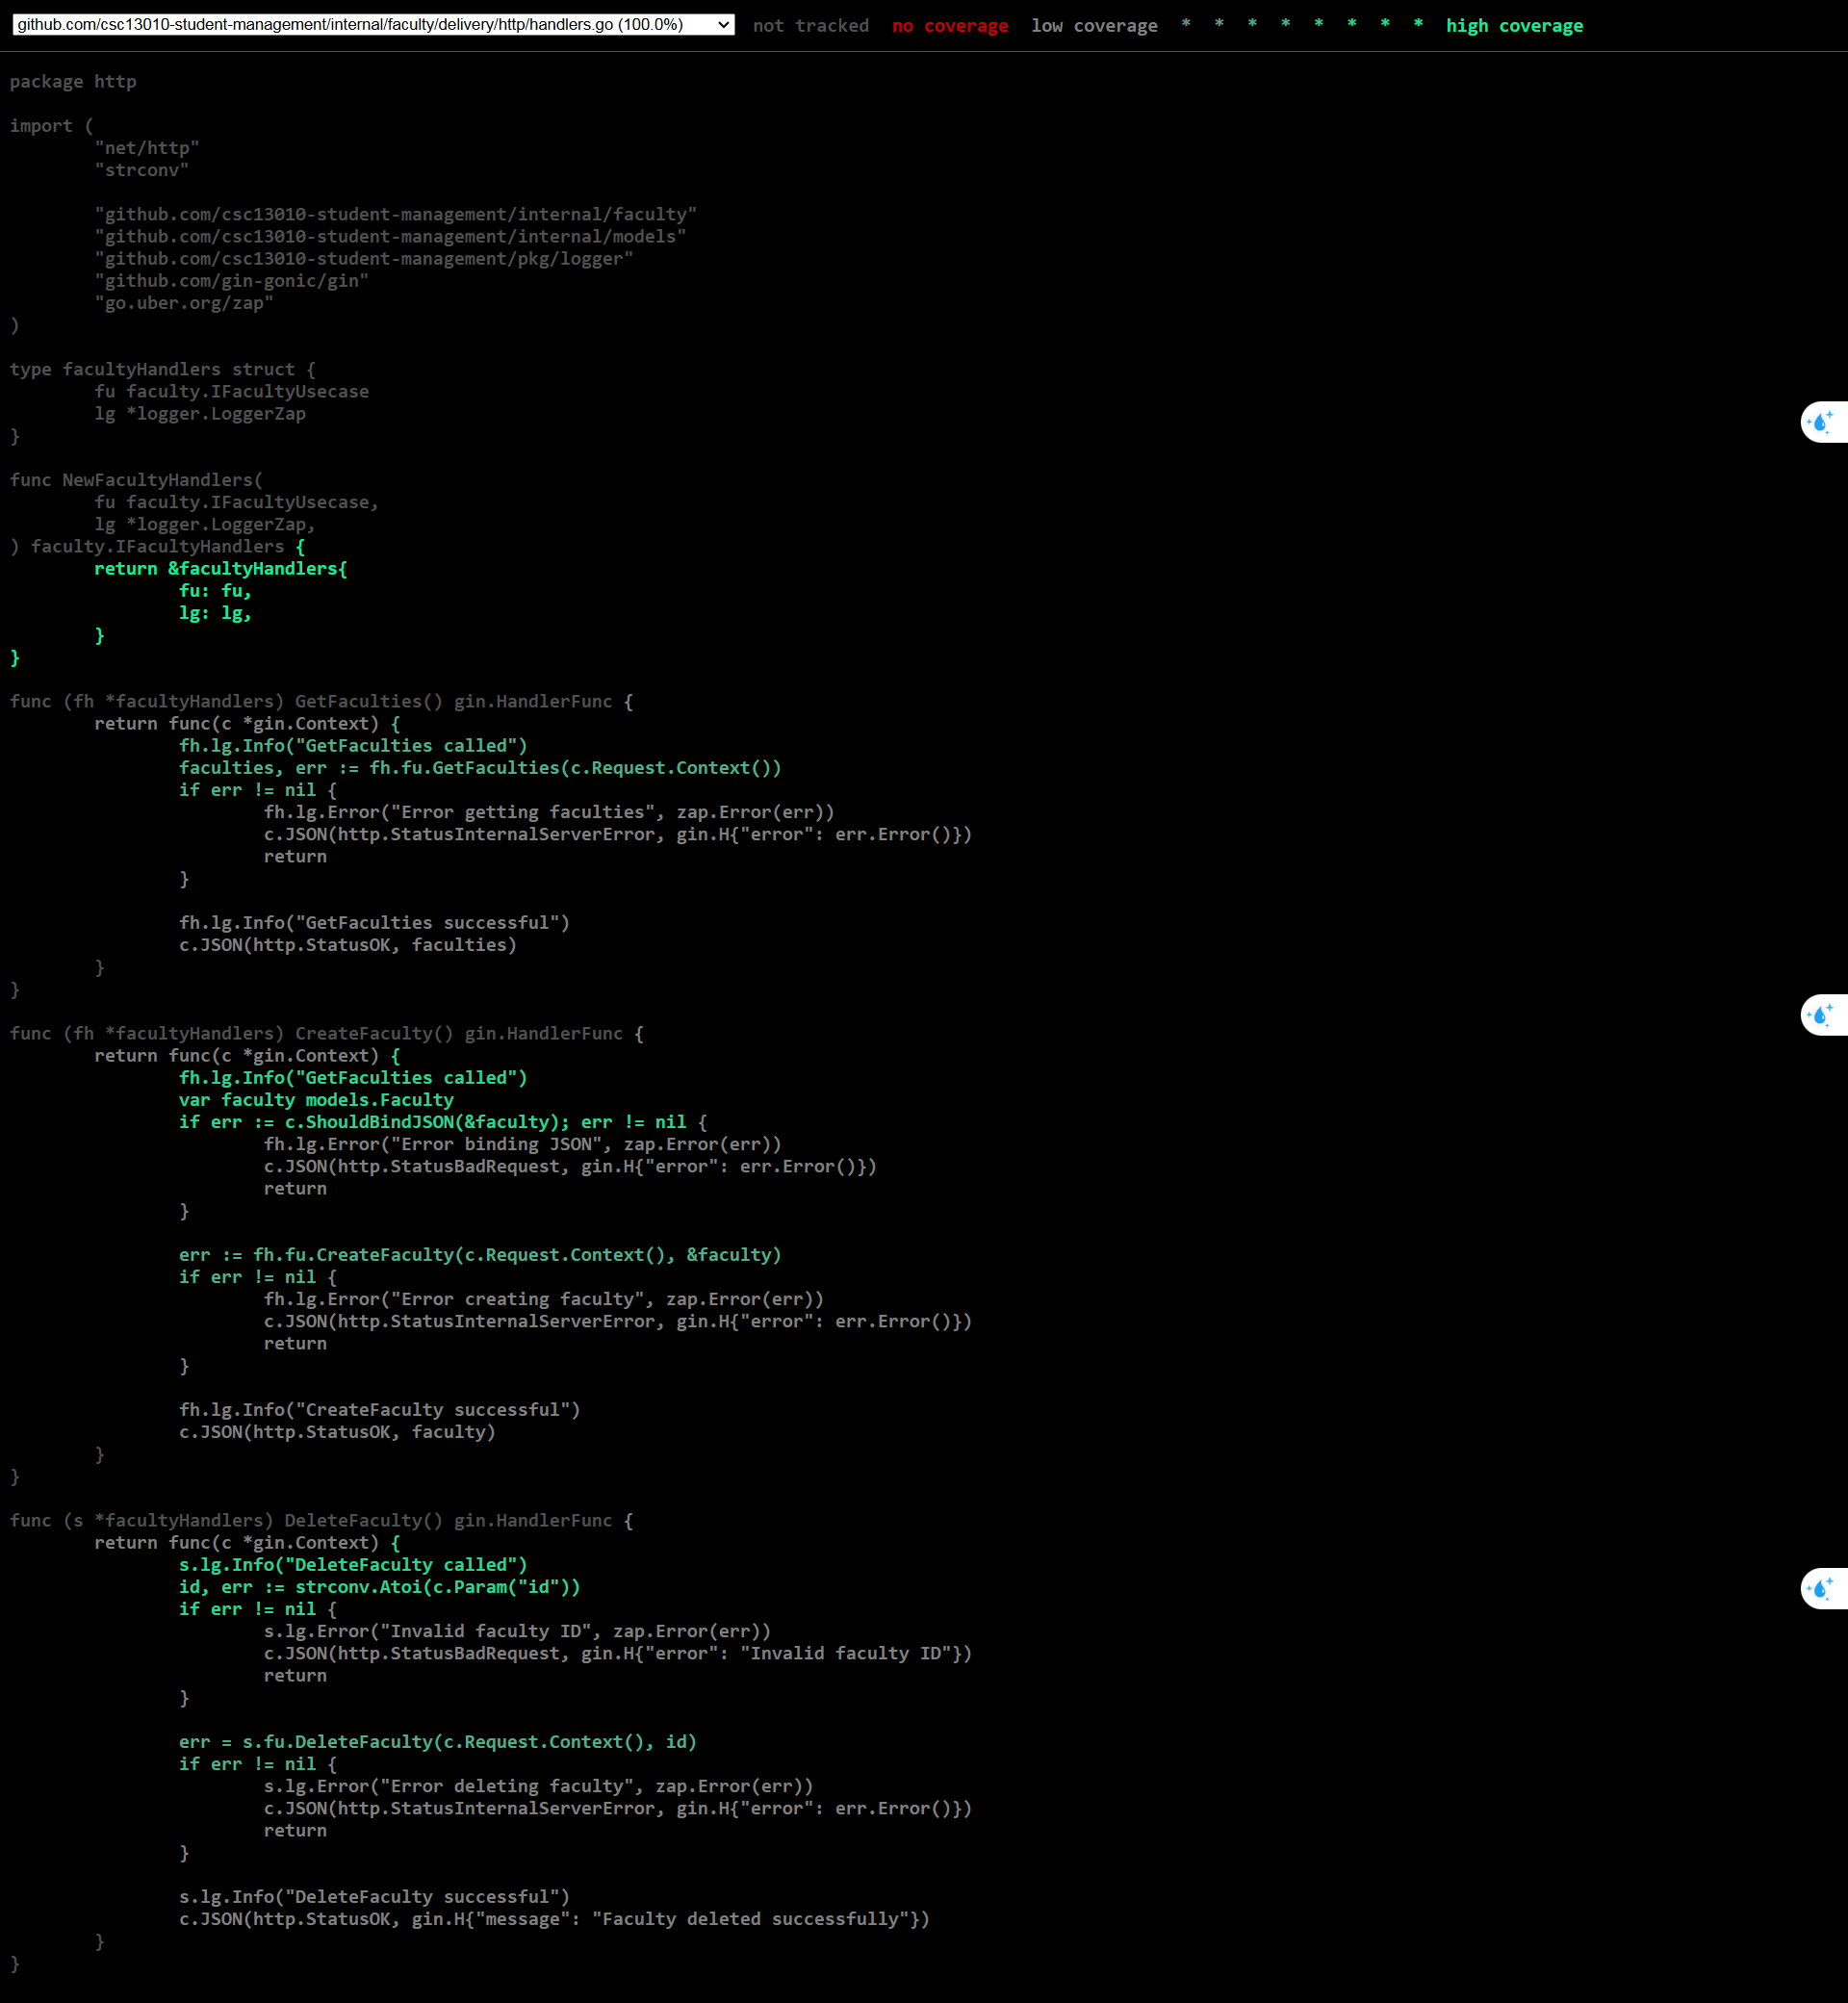 github.com/csc13010-student-management/internal/faculty/delivery/http/handlers.go (100.0%) not tracked no coverage low coverage * * * * * * * * high coverage
package http
import (
"net/http"
"strconv"
"github.com/csc13010-student-management/internal/faculty"
"github.com/csc13010-student-management/internal/models"
"github.com/csc13010-student-management/pkg/logger"
"github.com/gin-gonic/gin"
"go.uber.org/zap"
)
type facultyHandlers struct {
fu faculty.IFacultyUsecase
lg *logger.LoggerZap
}
func NewFacultyHandlers(
fu faculty.IFacultyUsecase,
lg *logger.LoggerZap,
) faculty.IFacultyHandlers {
return &facultyHandlers{
fu: fu,
lg: lg,
}
}
func (fh *facultyHandlers) GetFaculties() gin.HandlerFunc {
return func(c *gin.Context) {
fh.lg.Info("GetFaculties called")
faculties, err := fh.fu.GetFaculties(c.Request.Context())
if err != nil {
fh.lg.Error("Error getting faculties", zap.Error(err))
c.JSON(http.StatusInternalServerError, gin.H{"error": err.Error()})
return
}
fh.lg.Info("GetFaculties successful")
c.JSON(http.StatusOK, faculties)
}
}
func (fh *facultyHandlers) CreateFaculty() gin.HandlerFunc {
return func(c *gin.Context) {
fh.lg.Info("GetFaculties called")
var faculty models.Faculty
if err := c.ShouldBindJSON(&faculty); err != nil {
fh.lg.Error("Error binding JSON", zap.Error(err))
c.JSON(http.StatusBadRequest, gin.H{"error": err.Error()})
return
}
err := fh.fu.CreateFaculty(c.Request.Context(), &faculty)
if err != nil {
fh.lg.Error("Error creating faculty", zap.Error(err))
c.JSON(http.StatusInternalServerError, gin.H{"error": err.Error()})
return
}
fh.lg.Info("CreateFaculty successful")
c.JSON(http.StatusOK, faculty)
}
}
func (s *facultyHandlers) DeleteFaculty() gin.HandlerFunc {
return func(c *gin.Context) {
s.lg.Info("DeleteFaculty called")
id, err := strconv.Atoi(c.Param("id"))
if err != nil {
s.lg.Error("Invalid faculty ID", zap.Error(err))
c.JSON(http.StatusBadRequest, gin.H{"error": "Invalid faculty ID"})
return
}
err = s.fu.DeleteFaculty(c.Request.Context(), id)
if err != nil {
s.lg.Error("Error deleting faculty", zap.Error(err))
c.JSON(http.StatusInternalServerError, gin.H{"error": err.Error()})
return
}
s.lg.Info("DeleteFaculty successful")
c.JSON(http.StatusOK, gin.H{"message": "Faculty deleted successfully"})
}
}